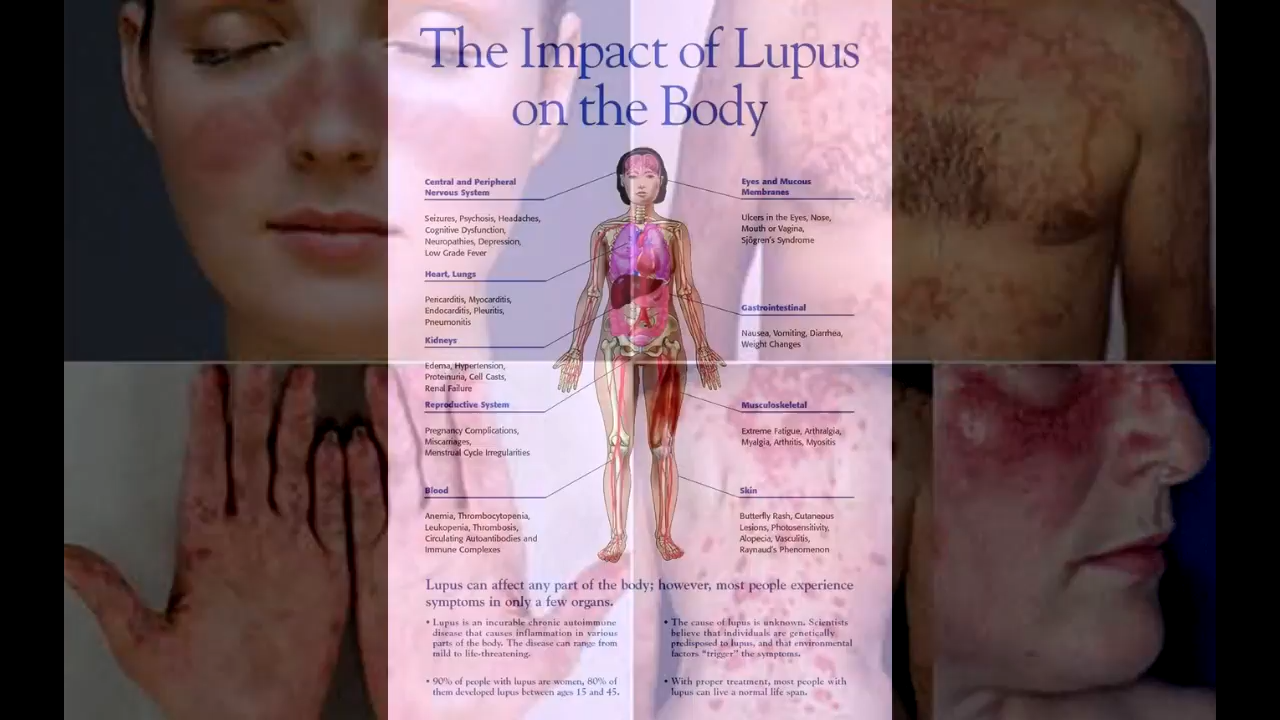 The Impact of Lupus
on the Body
Central and Peripheral
Nervous System
Seizures, Psychosis, Headaches,
Cognitive Dysfunction,
Neuropathies, Depression,
Low Grade Fever
Heart, Lungs
Pericarditis, Myocarditis,
Endocarditis, Pleuritis,
Pneumonitis
Kidneys
Edema, Hypertension,
Proteinuria, Cell Casts,
Renal Failure
Reproductive System
Pregnancy Complications,
Miscarriages,
Menstrual Cycle Irregularities
Blood
Anemia, Thrombocytopenia,
Leukopenia, Thrombosis,
Circulating Autoantibodies and
Immune Complexes
Eyes and Mucous
Membranes
Ulcers in the Eyes, Nose,
Mouth or Vagina,
Sjögren's Syndrome
Gastrointestinal
Nausea, Vomiting, Diarrhea,
Weight Changes
Musculoskeletal
Extreme Fatigue, Arthralgia,
Myalgia, Arthritis, Myositis
Skin
Butterfly Rash, Cutaneous
Lesions, Photosensitivity,
Alopecia, Vasculitis,
Raynaud's Phenomenon
Lupus can affect any part of the body; however, most people experience
symptoms in only a few organs.
• Lupus is an incurable chronic autoimmune
disease that causes inflammation in various
parts of the body. The disease can range from
mild to life-threatening.
• 90% of people with lupus are women, 80% of
them developed lupus between ages 15 and 45.
• The cause of lupus is unknown. Scientists
believe that individuals are genetically
predisposed to lupus, and that environmental
factors "trigger" the symptoms.
• With proper treatment, most people with
lupus can live a normal life span.